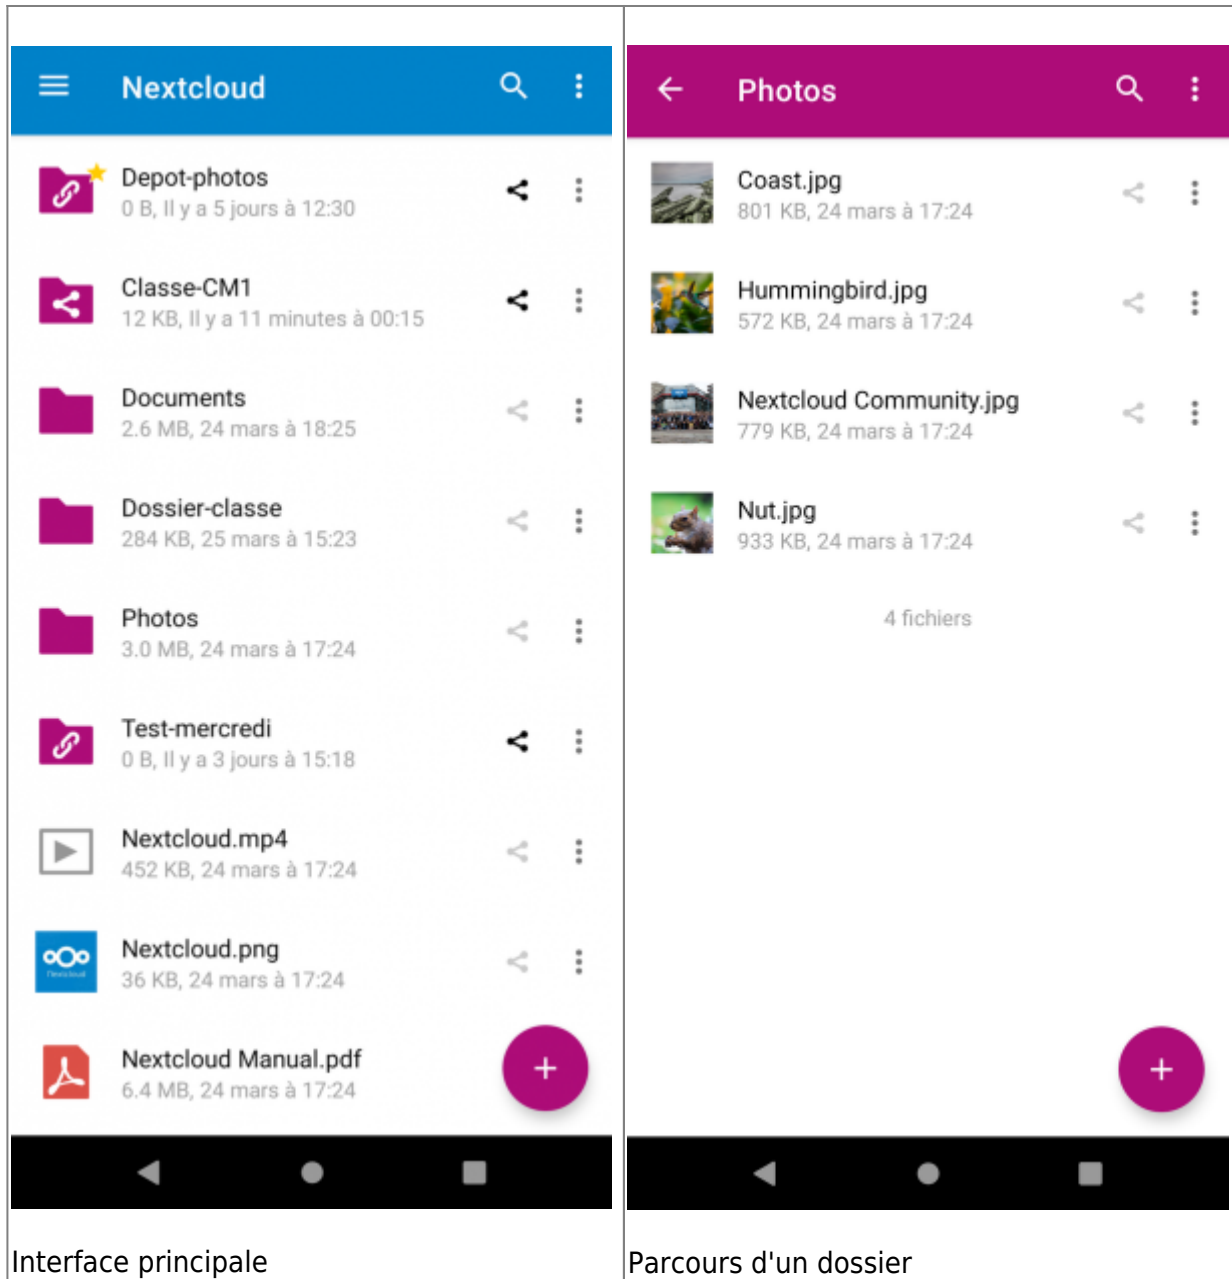 Nextcloud
Depot-photos
0 B, Il y a 5 jours à 12:30
Classe-CM1
12 KB, Il y a 11 minutes à 00:15
Documents
2.6 MB, 24 mars à 18:25
Dossier-classe
284 KB, 25 mars à 15:23
Photos
3.0 MB, 24 mars à 17:24
Test-mercredi
0 B, Il y a 3 jours à 15:18
Nextcloud.mp4
452 KB, 24 mars à 17:24
Nextcloud.png
36 KB, 24 mars à 17:24
Nextcloud Manual.pdf
6.4 MB, 24 mars à 17:24
Interface principale
Photos
Coast.jpg
801 KB, 24 mars à 17:24
Hummingbird.jpg
572 KB, 24 mars à 17:24
Nextcloud Community.jpg
779 KB, 24 mars à 17:24
Nut.jpg
933 KB, 24 mars à 17:24
4 fichiers
Parcours d'un dossier